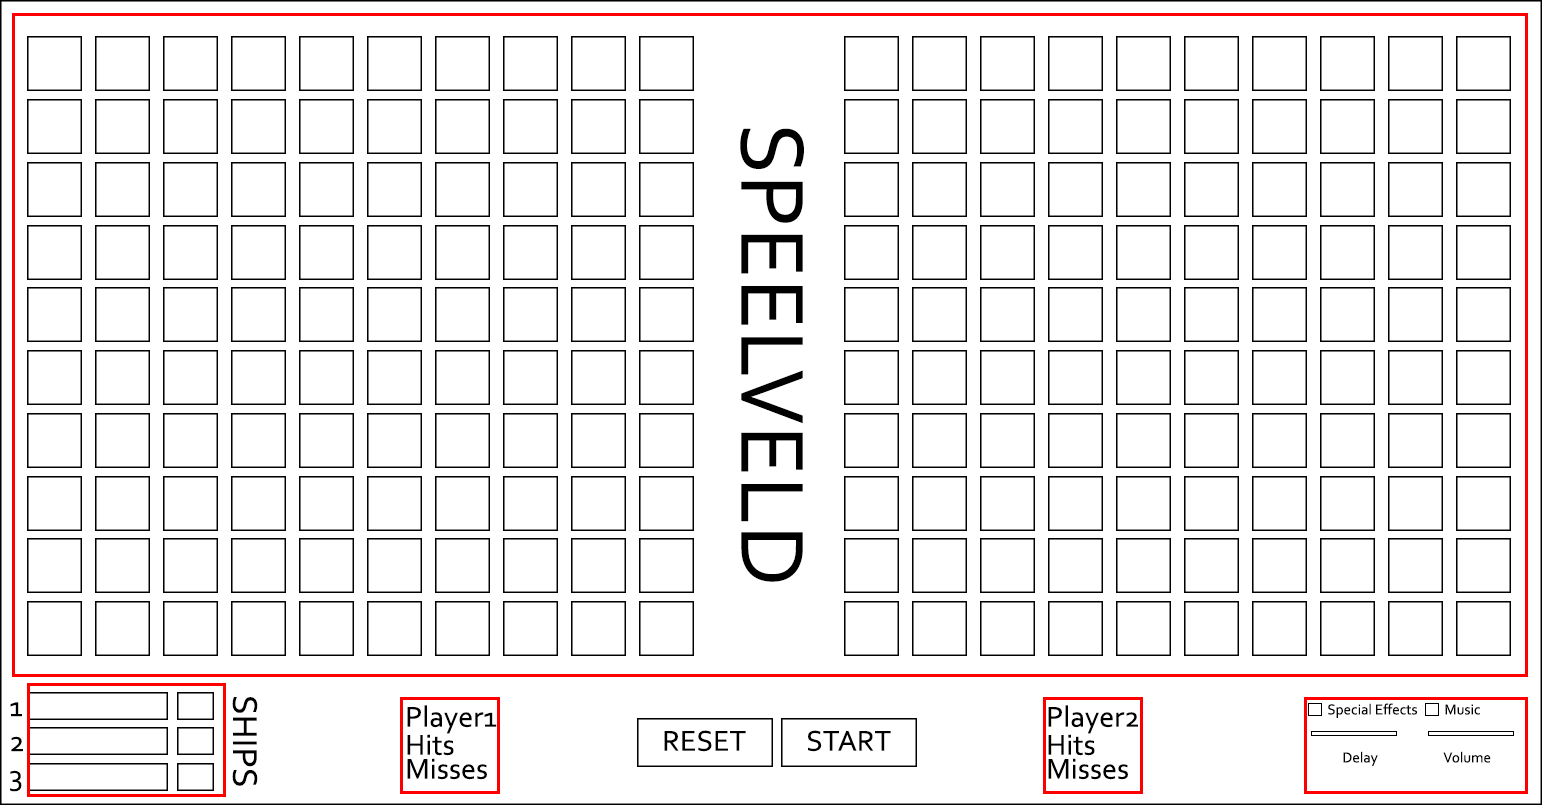 SPEELVELD
1
2
3
SHIPS
Player1
Hits
Misses
RESET
START
Player2
Hits
Misses
Special Effects
Music
Delay
Volume